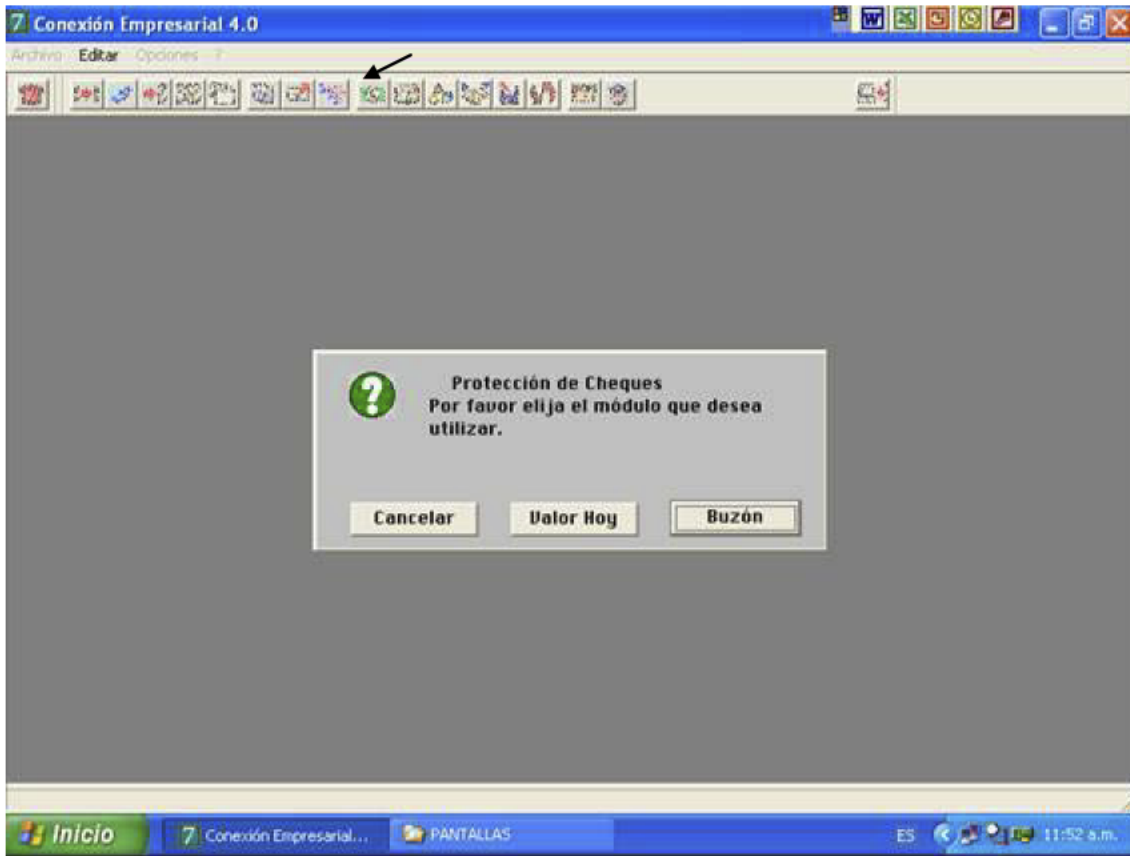 Conexión Empresarial 4.0
Archivo Editar Opciones ?
Protección de Cheques
Por favor elija el módulo que desea
utilizar.
Cancelar Valor Hoy Buzón
Inicio 7 Conexión Empresarial... PANTALLAS ES 11:52 a.m.